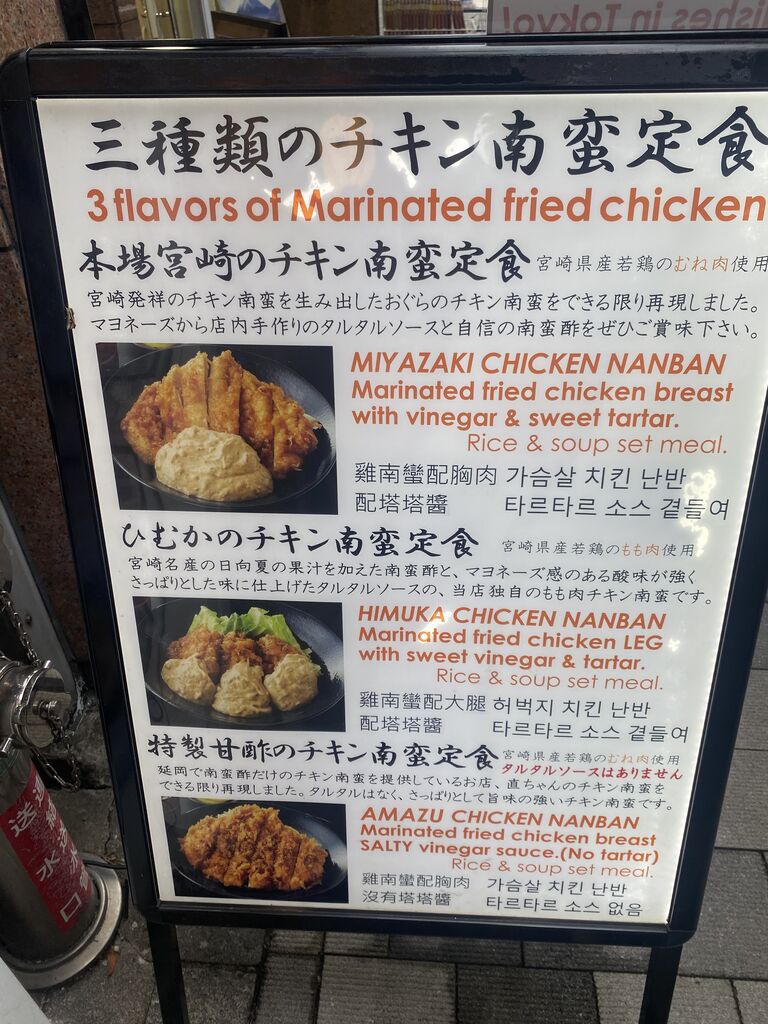 ishes in Tokyo!
三種類のチキン南蛮定食
3 flavors of Marinated fried chicken
本場宮崎のチキン南蛮定食 宮崎県産若鶏のむね肉使用
宮崎発祥のチキン南蛮を生み出したおぐらのチキン南蛮をできる限り再現しました。
マヨネーズから店内手作りのタルタルソースと自信の南蛮酢をぜひご賞味下さい。
MIYAZAKI CHICKEN NANBAN
Marinated fried chicken breast
with vinegar & sweet tartar.
Rice & soup set meal.
雞南蠻配胸肉 가슴살 치킨 난반
配塔塔醬 타르타르 소스 곁들여
ひむかのチキン南蛮定食 宮崎県産若鶏のもも肉使用
宮崎名産の日向夏の果汁を加えた南蛮酢と、マヨネーズ感のある酸味が強く
さっぱりとした味に仕上げたタルタルソースの、当店独自のもも肉チキン南蛮です。
HIMUKA CHICKEN NANBAN
Marinated fried chicken LEG
with sweet vinegar & tartar.
Rice & soup set meal.
雞南蠻配大腿 허벅지 치킨 난반
配塔塔醬 타르타르 소스 곁들여
特製甘酢のチキン南蛮定食 宮崎県産若鶏のむね肉使用
タルタルソースはありません
延岡で南蛮酢だけのチキン南蛮を提供しているお店、直ちゃんのチキン南蛮を
できる限り再現しました。タルタルはなく、さっぱりとして旨味の強いチキン南蛮です。
AMAZU CHICKEN NANBAN
Marinated fried chicken breast
SALTY vinegar sauce.(No tartar)
Rice & soup set meal.
雞南蠻配胸肉 가슴살 치킨 난반
沒有塔塔醬 타르타르 소스 없음
送水口